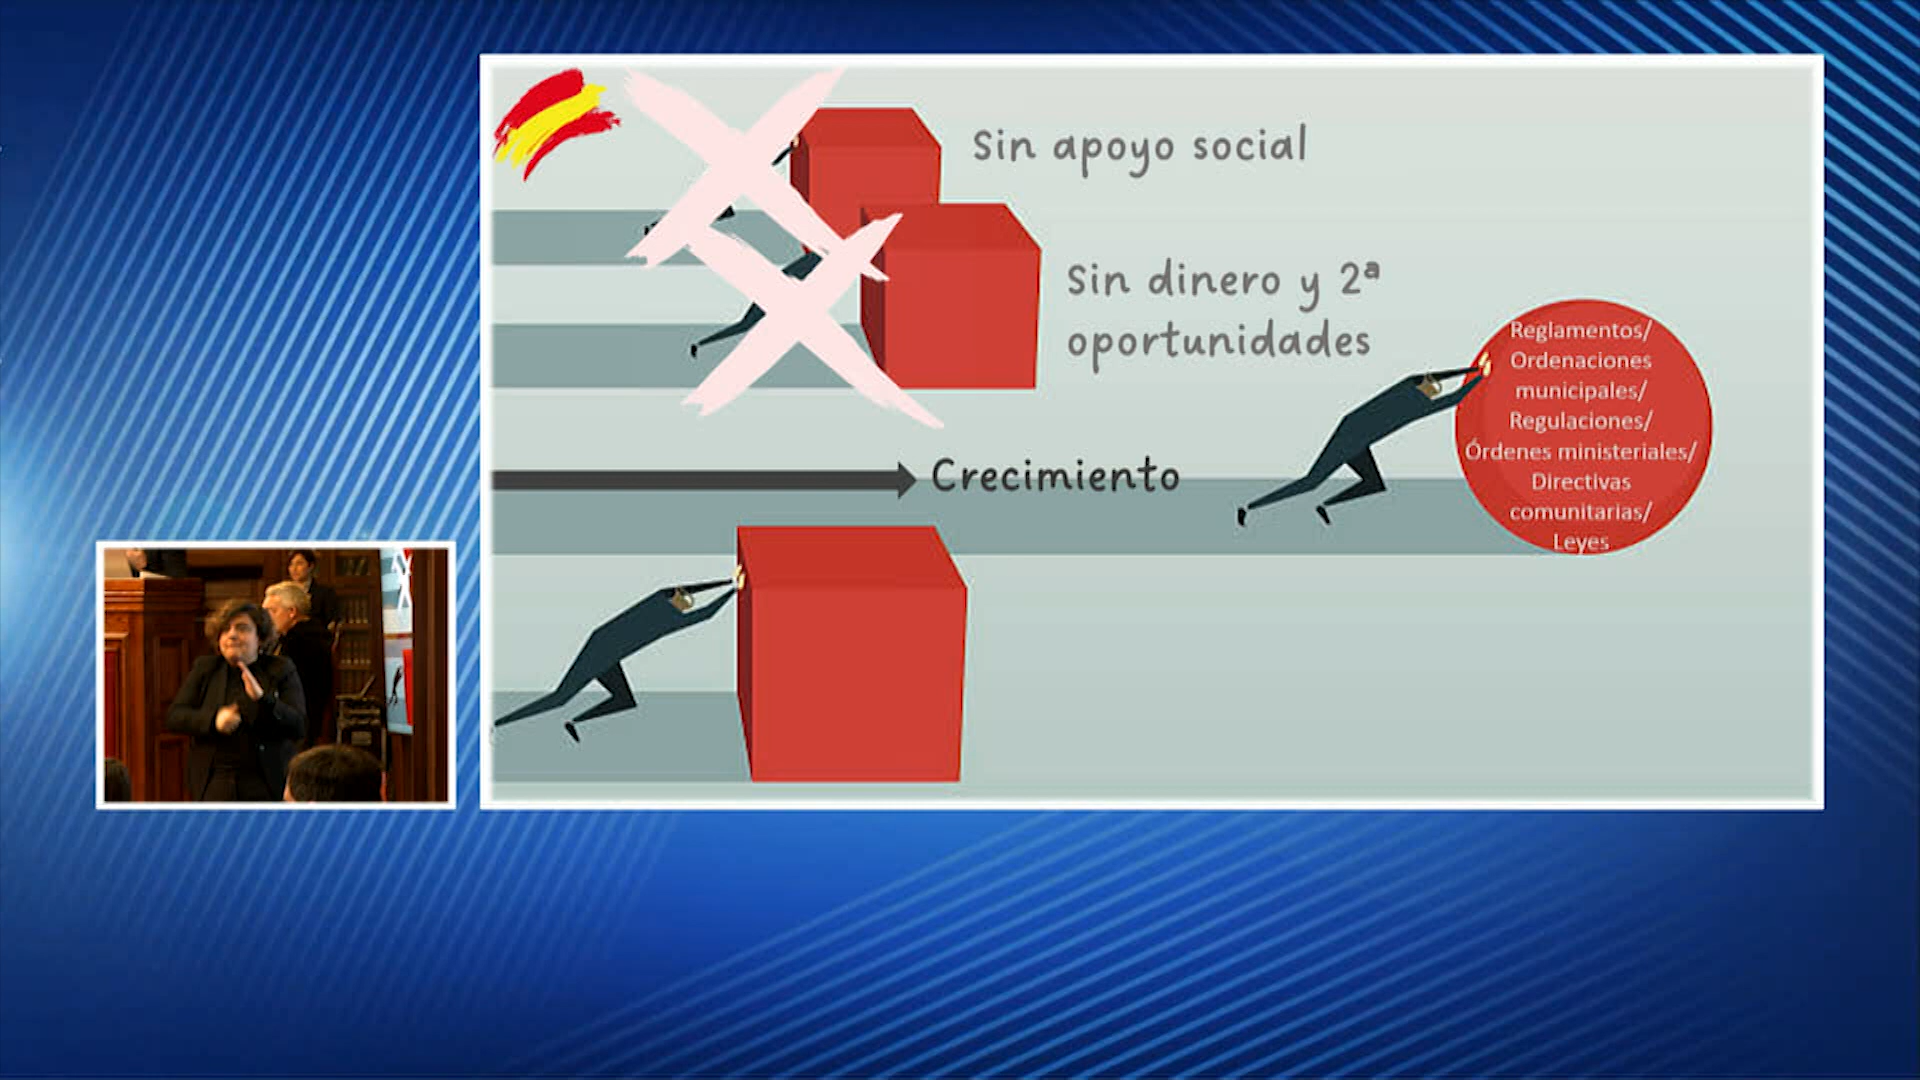 Sin apoyo social
Sin dinero y 2ª
oportunidades
Reglamentos/
Ordenaciones
municipales/
Regulaciones/
Órdenes ministeriales/
Directivas
comunitarias/
Leyes
Crecimiento